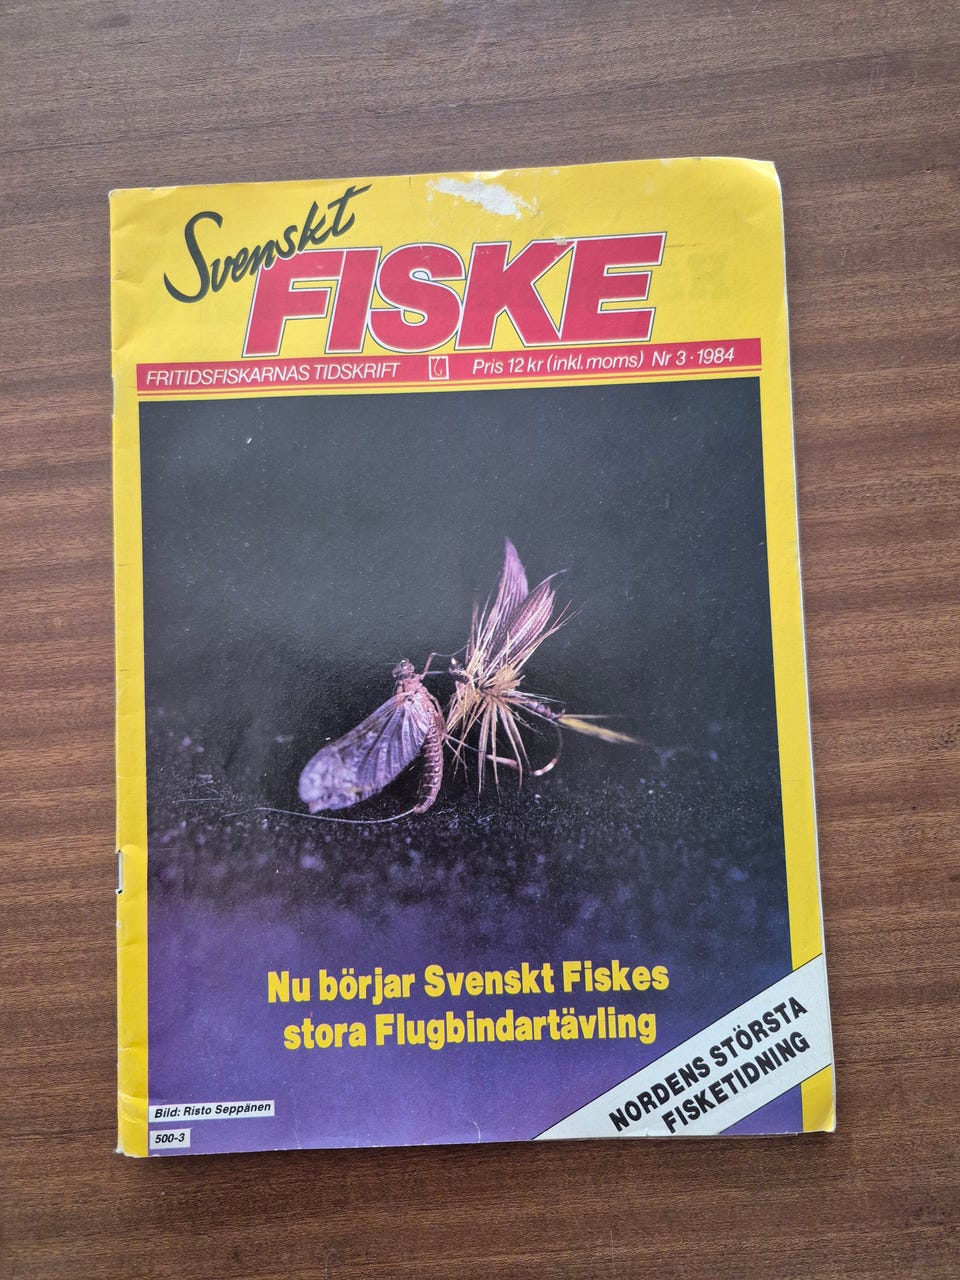 Svenskt
FISKE
FRITIDSFISKARNAS TIDSKRIFT Pris 12 kr (inkl. moms) Nr 3 · 1984
Nu börjar Svenskt Fiskes
stora Flugbindartävling
NORDENS STÖRSTA
FISKETIDNING
Bild: Risto Seppänen
500-3